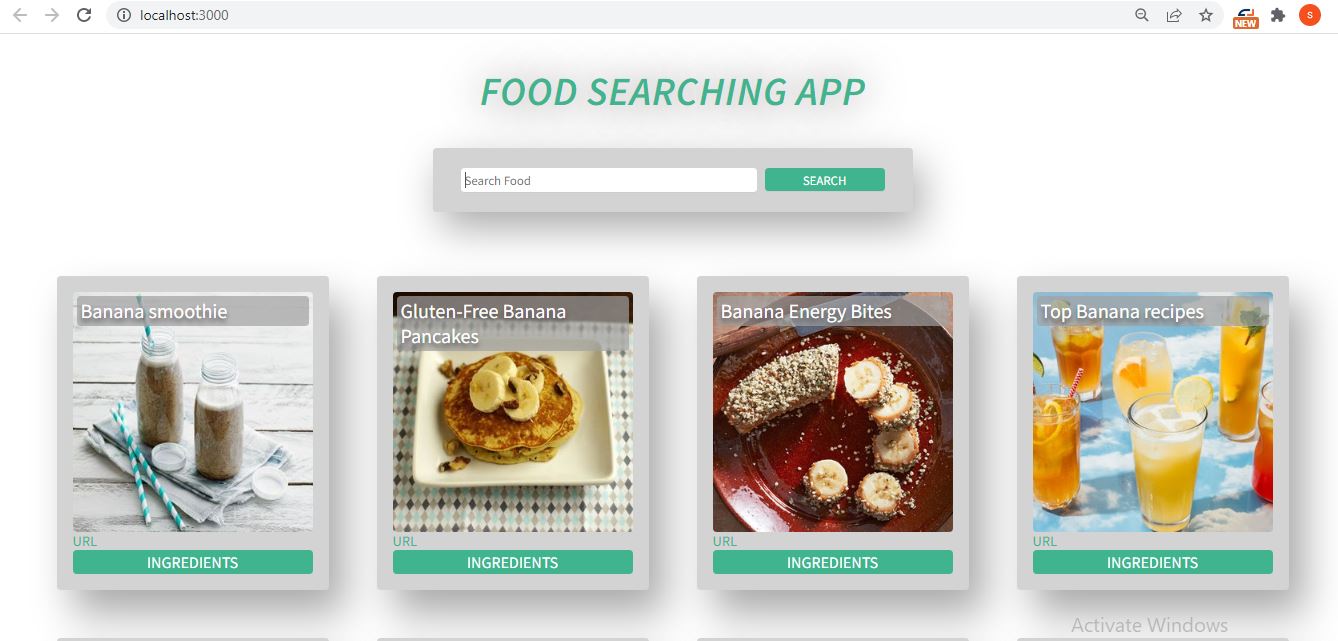 localhost:3000
NEW
S
FOOD SEARCHING APP
Search Food
SEARCH
Banana smoothie
Gluten-Free Banana
Pancakes
Banana Energy Bites
Top Banana recipes
URL
URL
URL
URL
INGREDIENTS
INGREDIENTS
INGREDIENTS
INGREDIENTS
Activate Windows